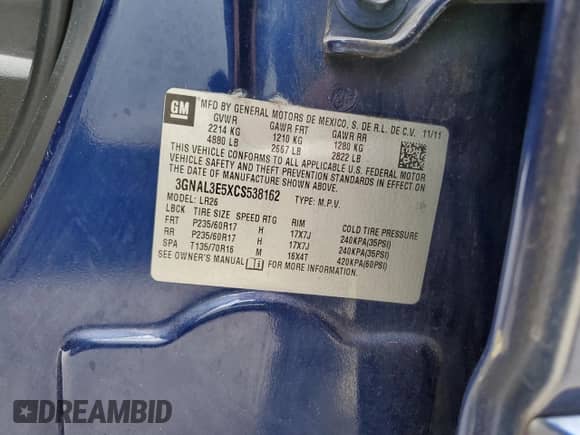 GM
MFD BY GENERAL MOTORS DE MEXICO, S. DE R.L. DE C.V. 11/11
GVWR GAWR FRT GAWR RR
2214 KG 1210 KG 1280 KG
4880 LB 2667 LB 2822 LB
THIS VEHICLE CONFORMS TO ALL APPLICABLE U.S. FEDERAL MOTOR
VEHICLE SAFETY AND THEFT PREVENTION STANDARDS IN EFFECT ON
THE DATE OF MANUFACTURE SHOWN ABOVE.
3GNAL3E5XCS538162 TYPE: M.P.V.
MODEL: LR26
LBCK TIRE SIZE SPEED RTG RIM COLD TIRE PRESSURE
FRT P235/60R17 H 17X7J 240KPA(35PSI)
RR P235/60R17 H 17X7J 240KPA(35PSI)
SPA T135/70R16 M 16X4T 420KPA(60PSI)
SEE OWNER'S MANUAL FOR MORE INFORMATION.
DREAMBID